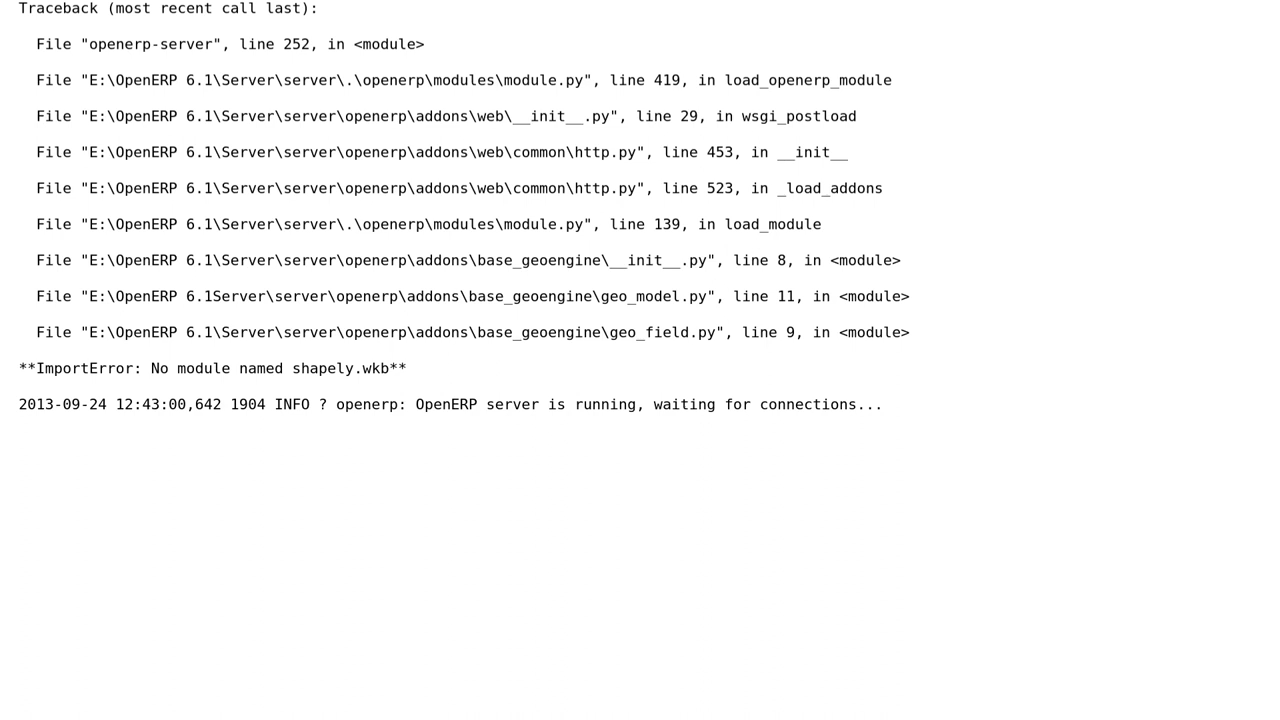 Traceback (most recent call last):
  File "openerp-server", line 252, in <module>
  File "E:\OpenERP 6.1\Server\server\.\openerp\modules\module.py", line 419, in load_openerp_module
  File "E:\OpenERP 6.1\Server\server\openerp\addons\web\__init__.py", line 29, in wsgi_postload
  File "E:\OpenERP 6.1\Server\server\openerp\addons\web\common\http.py", line 453, in __init__
  File "E:\OpenERP 6.1\Server\server\openerp\addons\web\common\http.py", line 523, in _load_addons
  File "E:\OpenERP 6.1\Server\server\.\openerp\modules\module.py", line 139, in load_module
  File "E:\OpenERP 6.1\Server\server\openerp\addons\base_geoengine\__init__.py", line 8, in <module>
  File "E:\OpenERP 6.1Server\server\openerp\addons\base_geoengine\geo_model.py", line 11, in <module>
  File "E:\OpenERP 6.1\Server\server\openerp\addons\base_geoengine\geo_field.py", line 9, in <module>
**ImportError: No module named shapely.wkb**
2013-09-24 12:43:00,642 1904 INFO ? openerp: OpenERP server is running, waiting for connections...